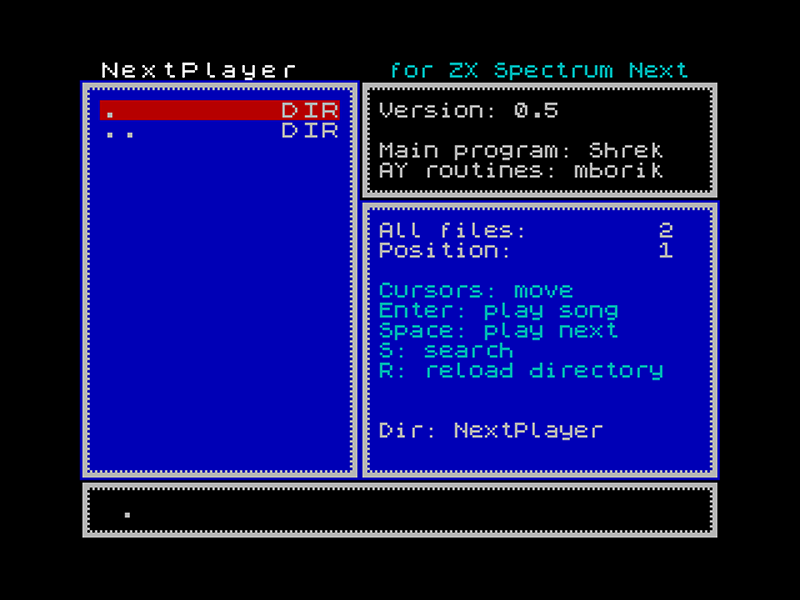 NextPlayer for ZX Spectrum Next
. DIR
.. DIR
Version: 0.5
Main program: Shrek
AY routines: mborik
All files: 2
Position: 1
Cursors: move
Enter: play song
Space: play next
S: search
R: reload directory
Dir: NextPlayer
.